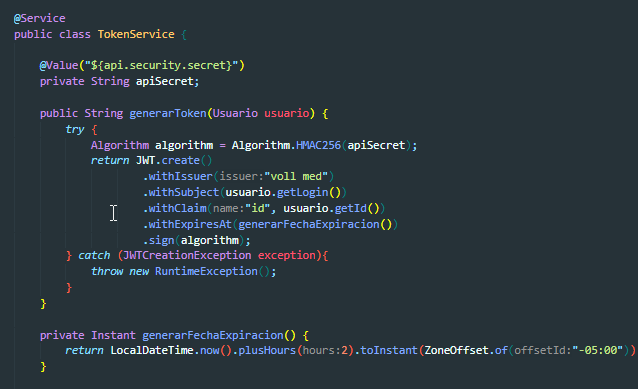 @Service
public class TokenService {
@Value("${api.security.secret}")
private String apiSecret;
public String generarToken(Usuario usuario) {
try {
Algorithm algorithm = Algorithm.HMAC256(apiSecret);
return JWT.create()
.withIssuer(issuer:"voll med")
.withSubject(usuario.getLogin())
.withClaim(name:"id", usuario.getId())
.withExpiresAt(generarFechaExpiracion())
.sign(algorithm);
} catch (JWTCreationException exception){
throw new RuntimeException();
}
}
private Instant generarFechaExpiracion() {
return LocalDateTime.now().plusHours(hours:2).toInstant(ZoneOffset.of(offsetId:"-05:00"))
}